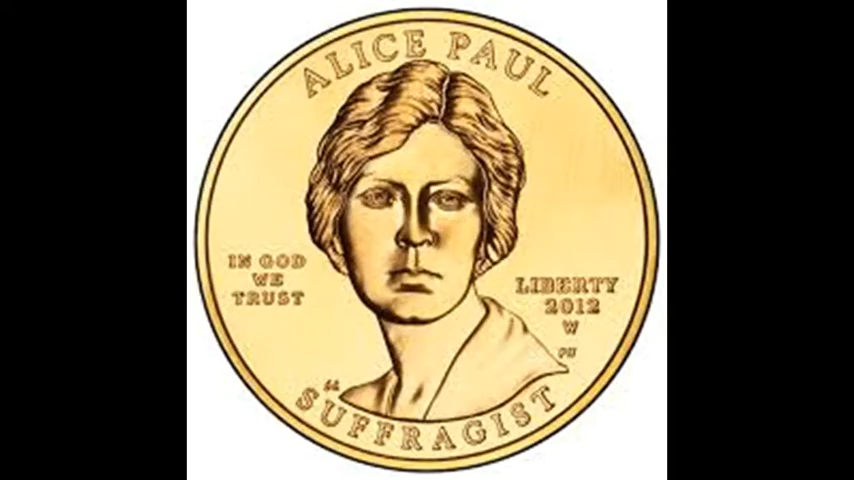 ALICE PAUL
IN GOD
WE
TRUST
LIBERTY
2012
W
SUFFRAGIST